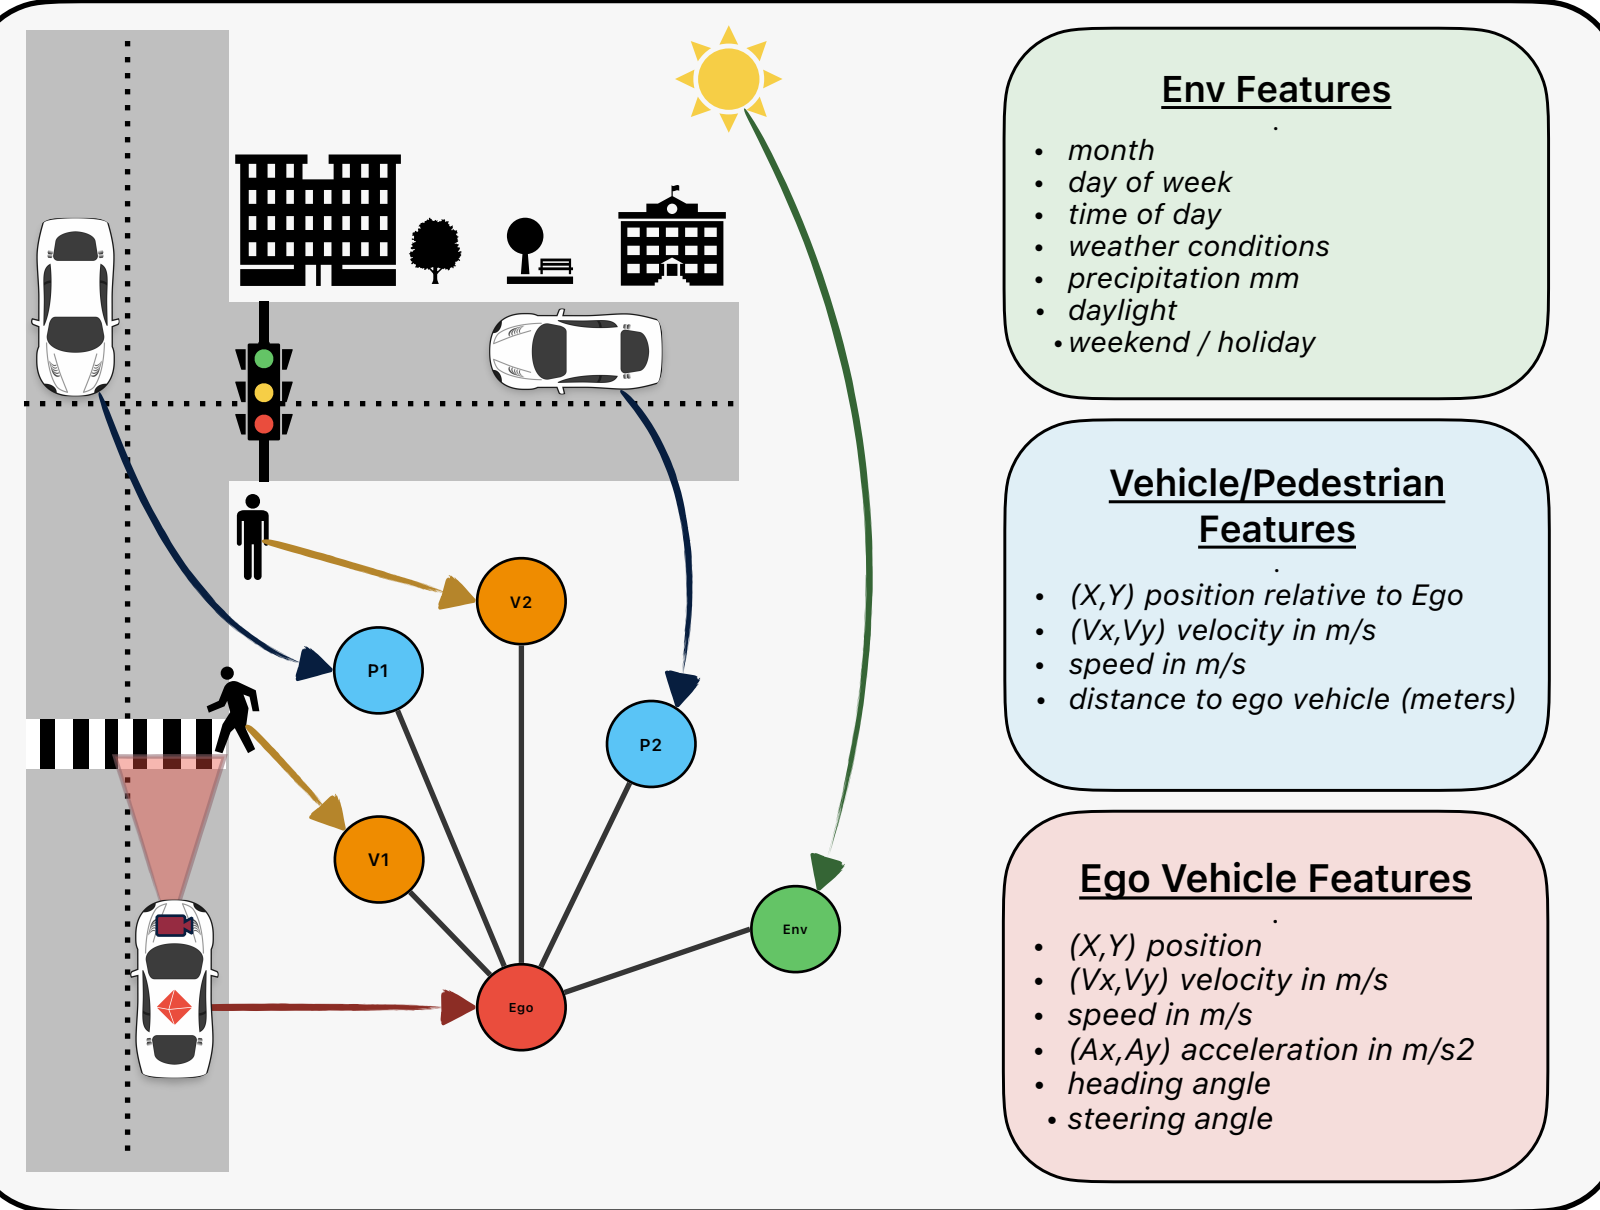 Env Features
• month
• day of week
• time of day
• weather conditions
• precipitation mm
• daylight
• weekend / holiday
Vehicle/Pedestrian
Features
• (X,Y) position relative to Ego
• (Vx,Vy) velocity in m/s
• speed in m/s
• distance to ego vehicle (meters)
Ego Vehicle Features
• (X,Y) position
• (Vx,Vy) velocity in m/s
• speed in m/s
• (Ax,Ay) acceleration in m/s2
• heading angle
• steering angle
V2
P1
P2
V1
Env
Ego